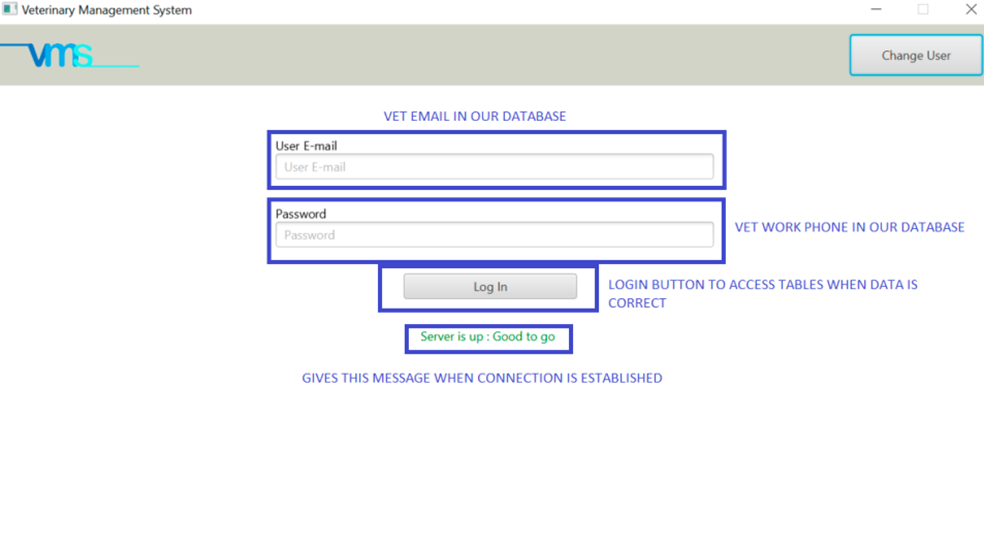 Veterinary Management System
vms
Change User
VET EMAIL IN OUR DATABASE
User E-mail
User E-mail
Password
Password
VET WORK PHONE IN OUR DATABASE
Log In
LOGIN BUTTON TO ACCESS TABLES WHEN DATA IS
CORRECT
Server is up : Good to go
GIVES THIS MESSAGE WHEN CONNECTION IS ESTABLISHED